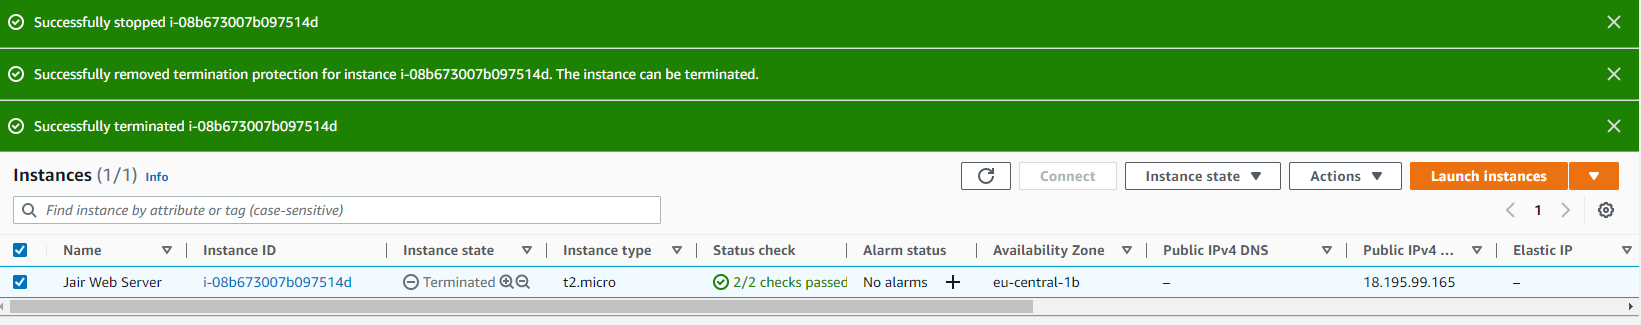 Successfully stopped i-08b673007b097514d
Successfully removed termination protection for instance i-08b673007b097514d. The instance can be terminated.
Successfully terminated i-08b673007b097514d
Instances (1/1) Info Connect Instance state Actions Launch instances
Find instance by attribute or tag (case-sensitive) 1
Name Instance ID Instance state Instance type Status check Alarm status Availability Zone Public IPv4 DNS Public IPv4 ... Elastic IP
Jair Web Server i-08b673007b097514d Terminated t2.micro 2/2 checks passed No alarms + eu-central-1b – 18.195.99.165 –